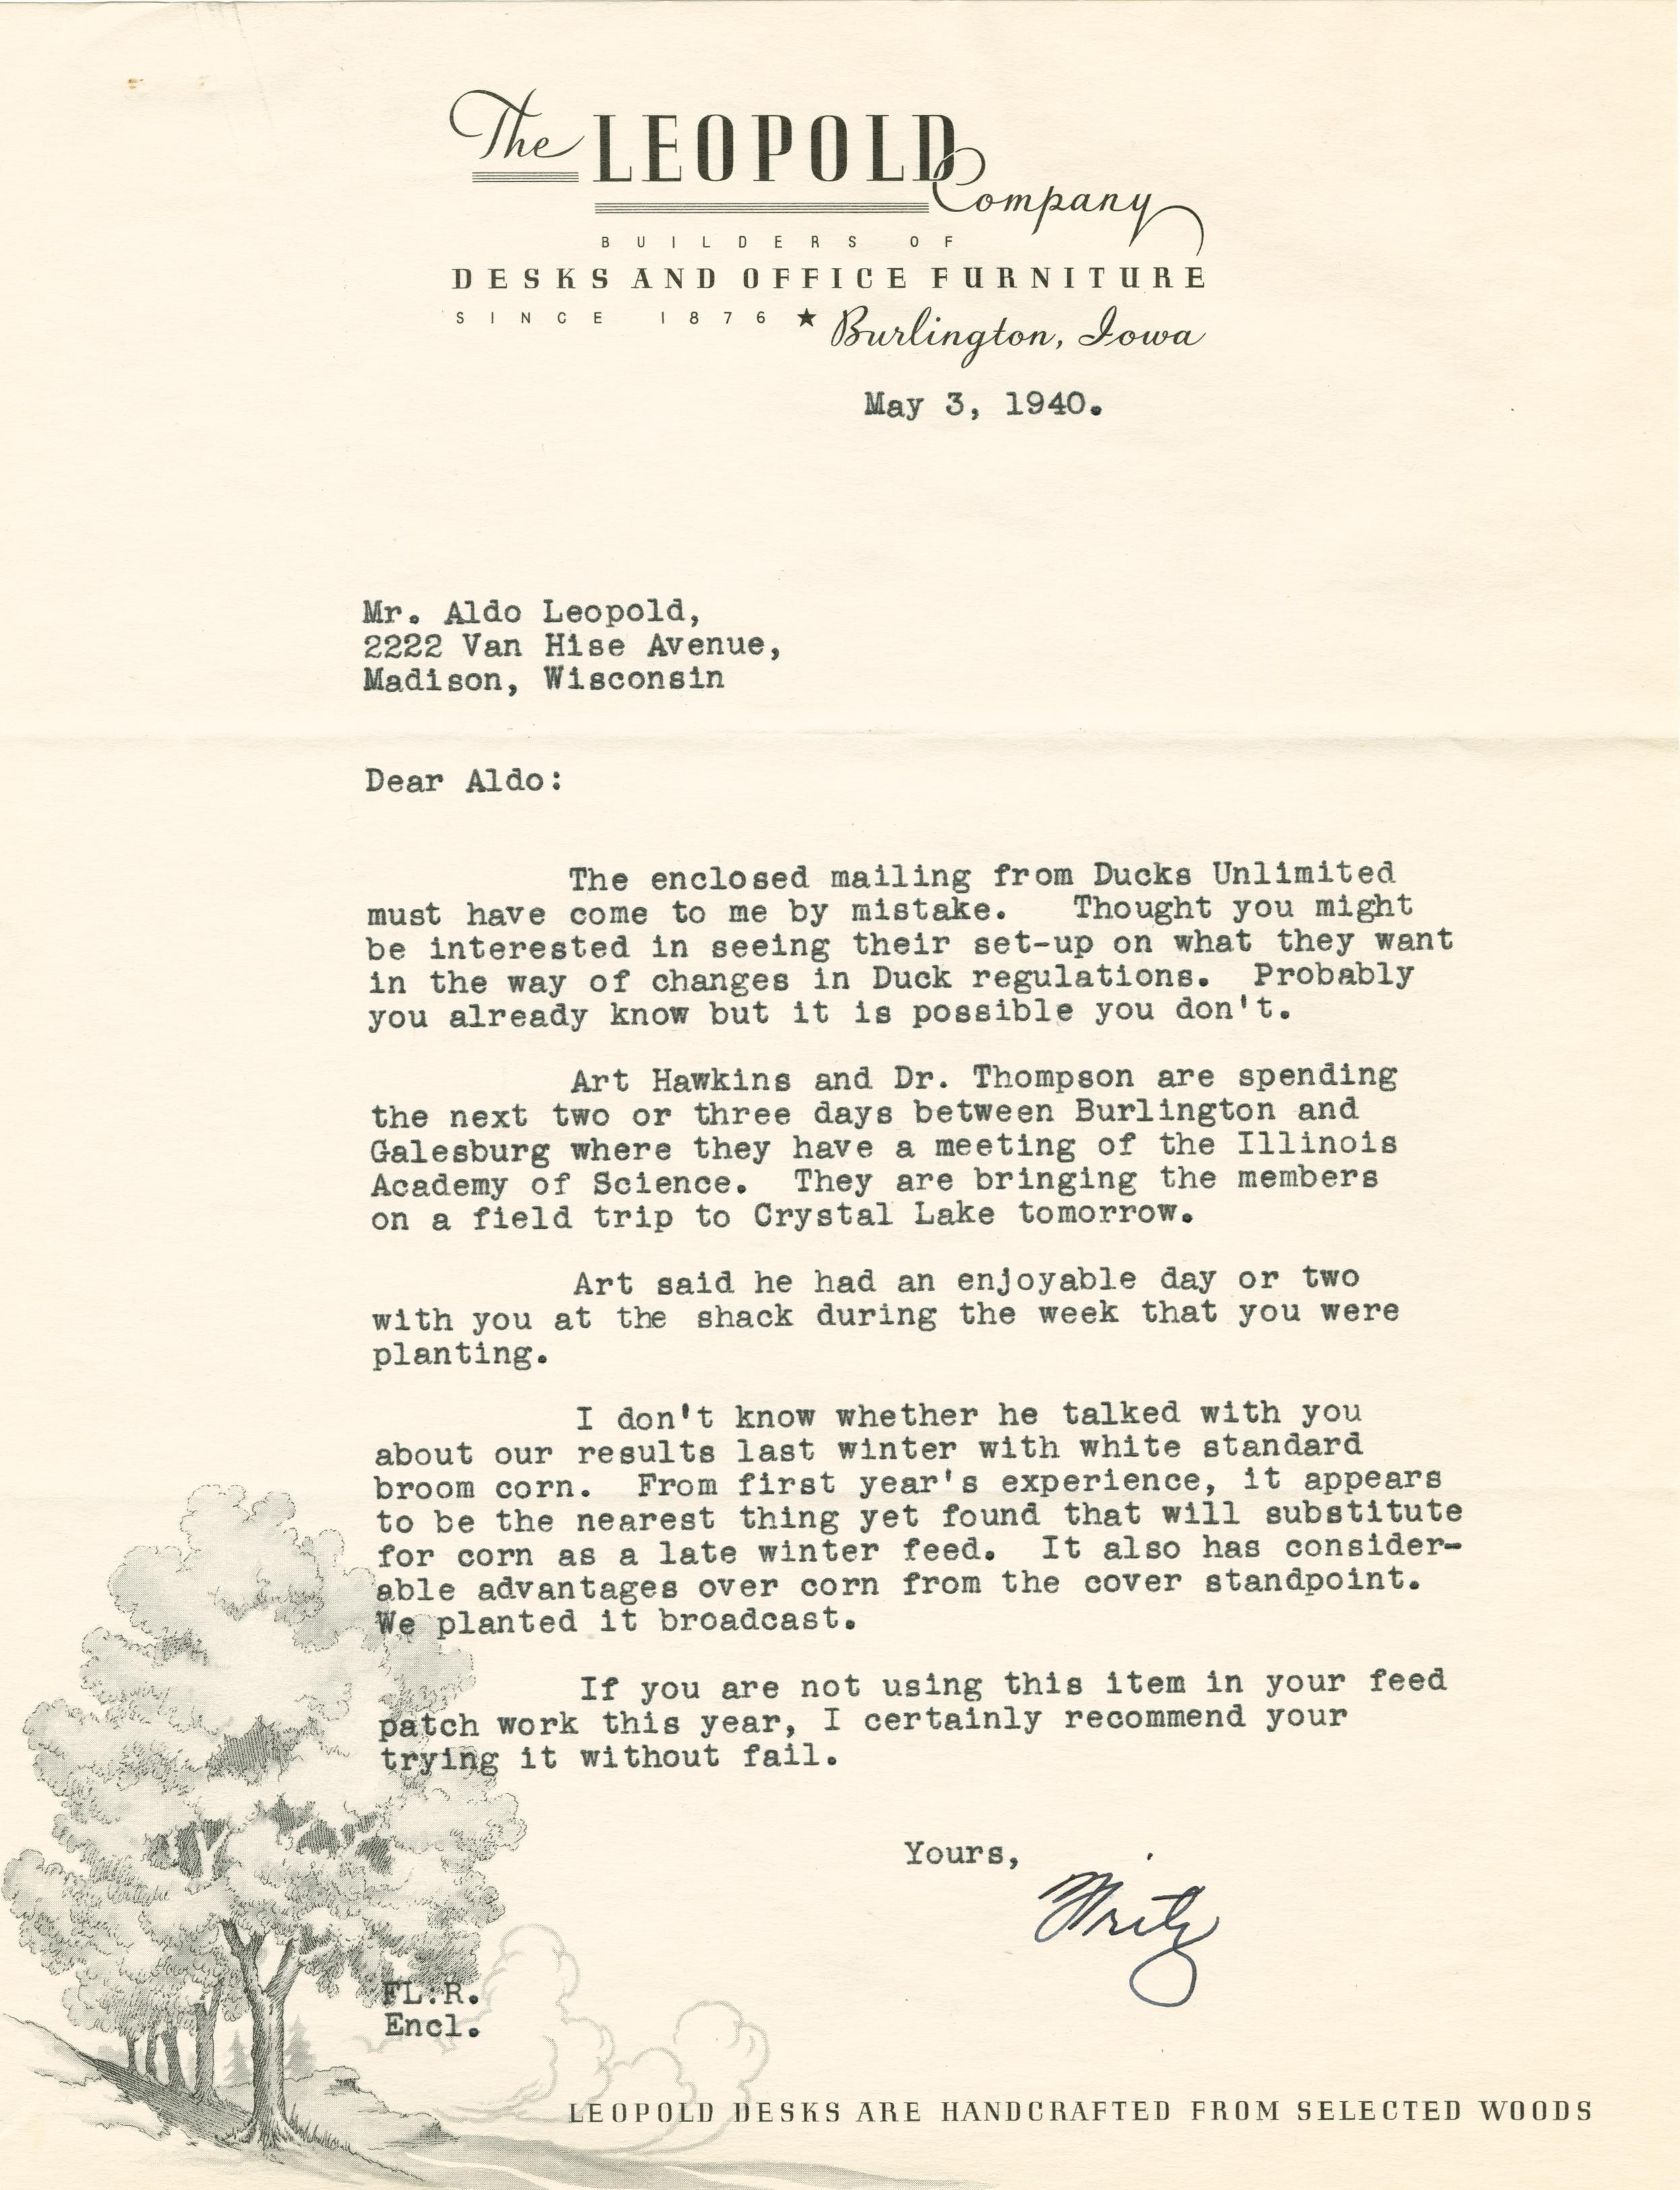 The LEOPOLD Company
BUILDERS OF
DESKS AND OFFICE FURNITURE
SINCE 1876 ★ Burlington, Iowa
May 3, 1940.
Mr. Aldo Leopold,
2222 Van Hise Avenue,
Madison, Wisconsin
Dear Aldo:
The enclosed mailing from Ducks Unlimited
must have come to me by mistake. Thought you might
be interested in seeing their set-up on what they want
in the way of changes in Duck regulations. Probably
you already know but it is possible you don't.
Art Hawkins and Dr. Thompson are spending
the next two or three days between Burlington and
Galesburg where they have a meeting of the Illinois
Academy of Science. They are bringing the members
on a field trip to Crystal Lake tomorrow.
Art said he had an enjoyable day or two
with you at the shack during the week that you were
planting.
I don't know whether he talked with you
about our results last winter with white standard
broom corn. From first year's experience, it appears
to be the nearest thing yet found that will substitute
for corn as a late winter feed. It also has consider-
able advantages over corn from the cover standpoint.
We planted it broadcast.
If you are not using this item in your feed
patch work this year, I certainly recommend your
trying it without fail.
Yours,
Fritz
FL:R.
Encl.
LEOPOLD DESKS ARE HANDCRAFTED FROM SELECTED WOODS